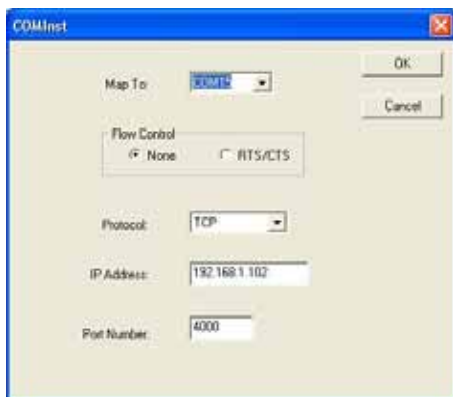 COMInst
OK
Map To: COM15
Cancel
Flow Control
None RTS/CTS
Protocol: TCP
IP Address: 192.168.1.102
Port Number: 4000